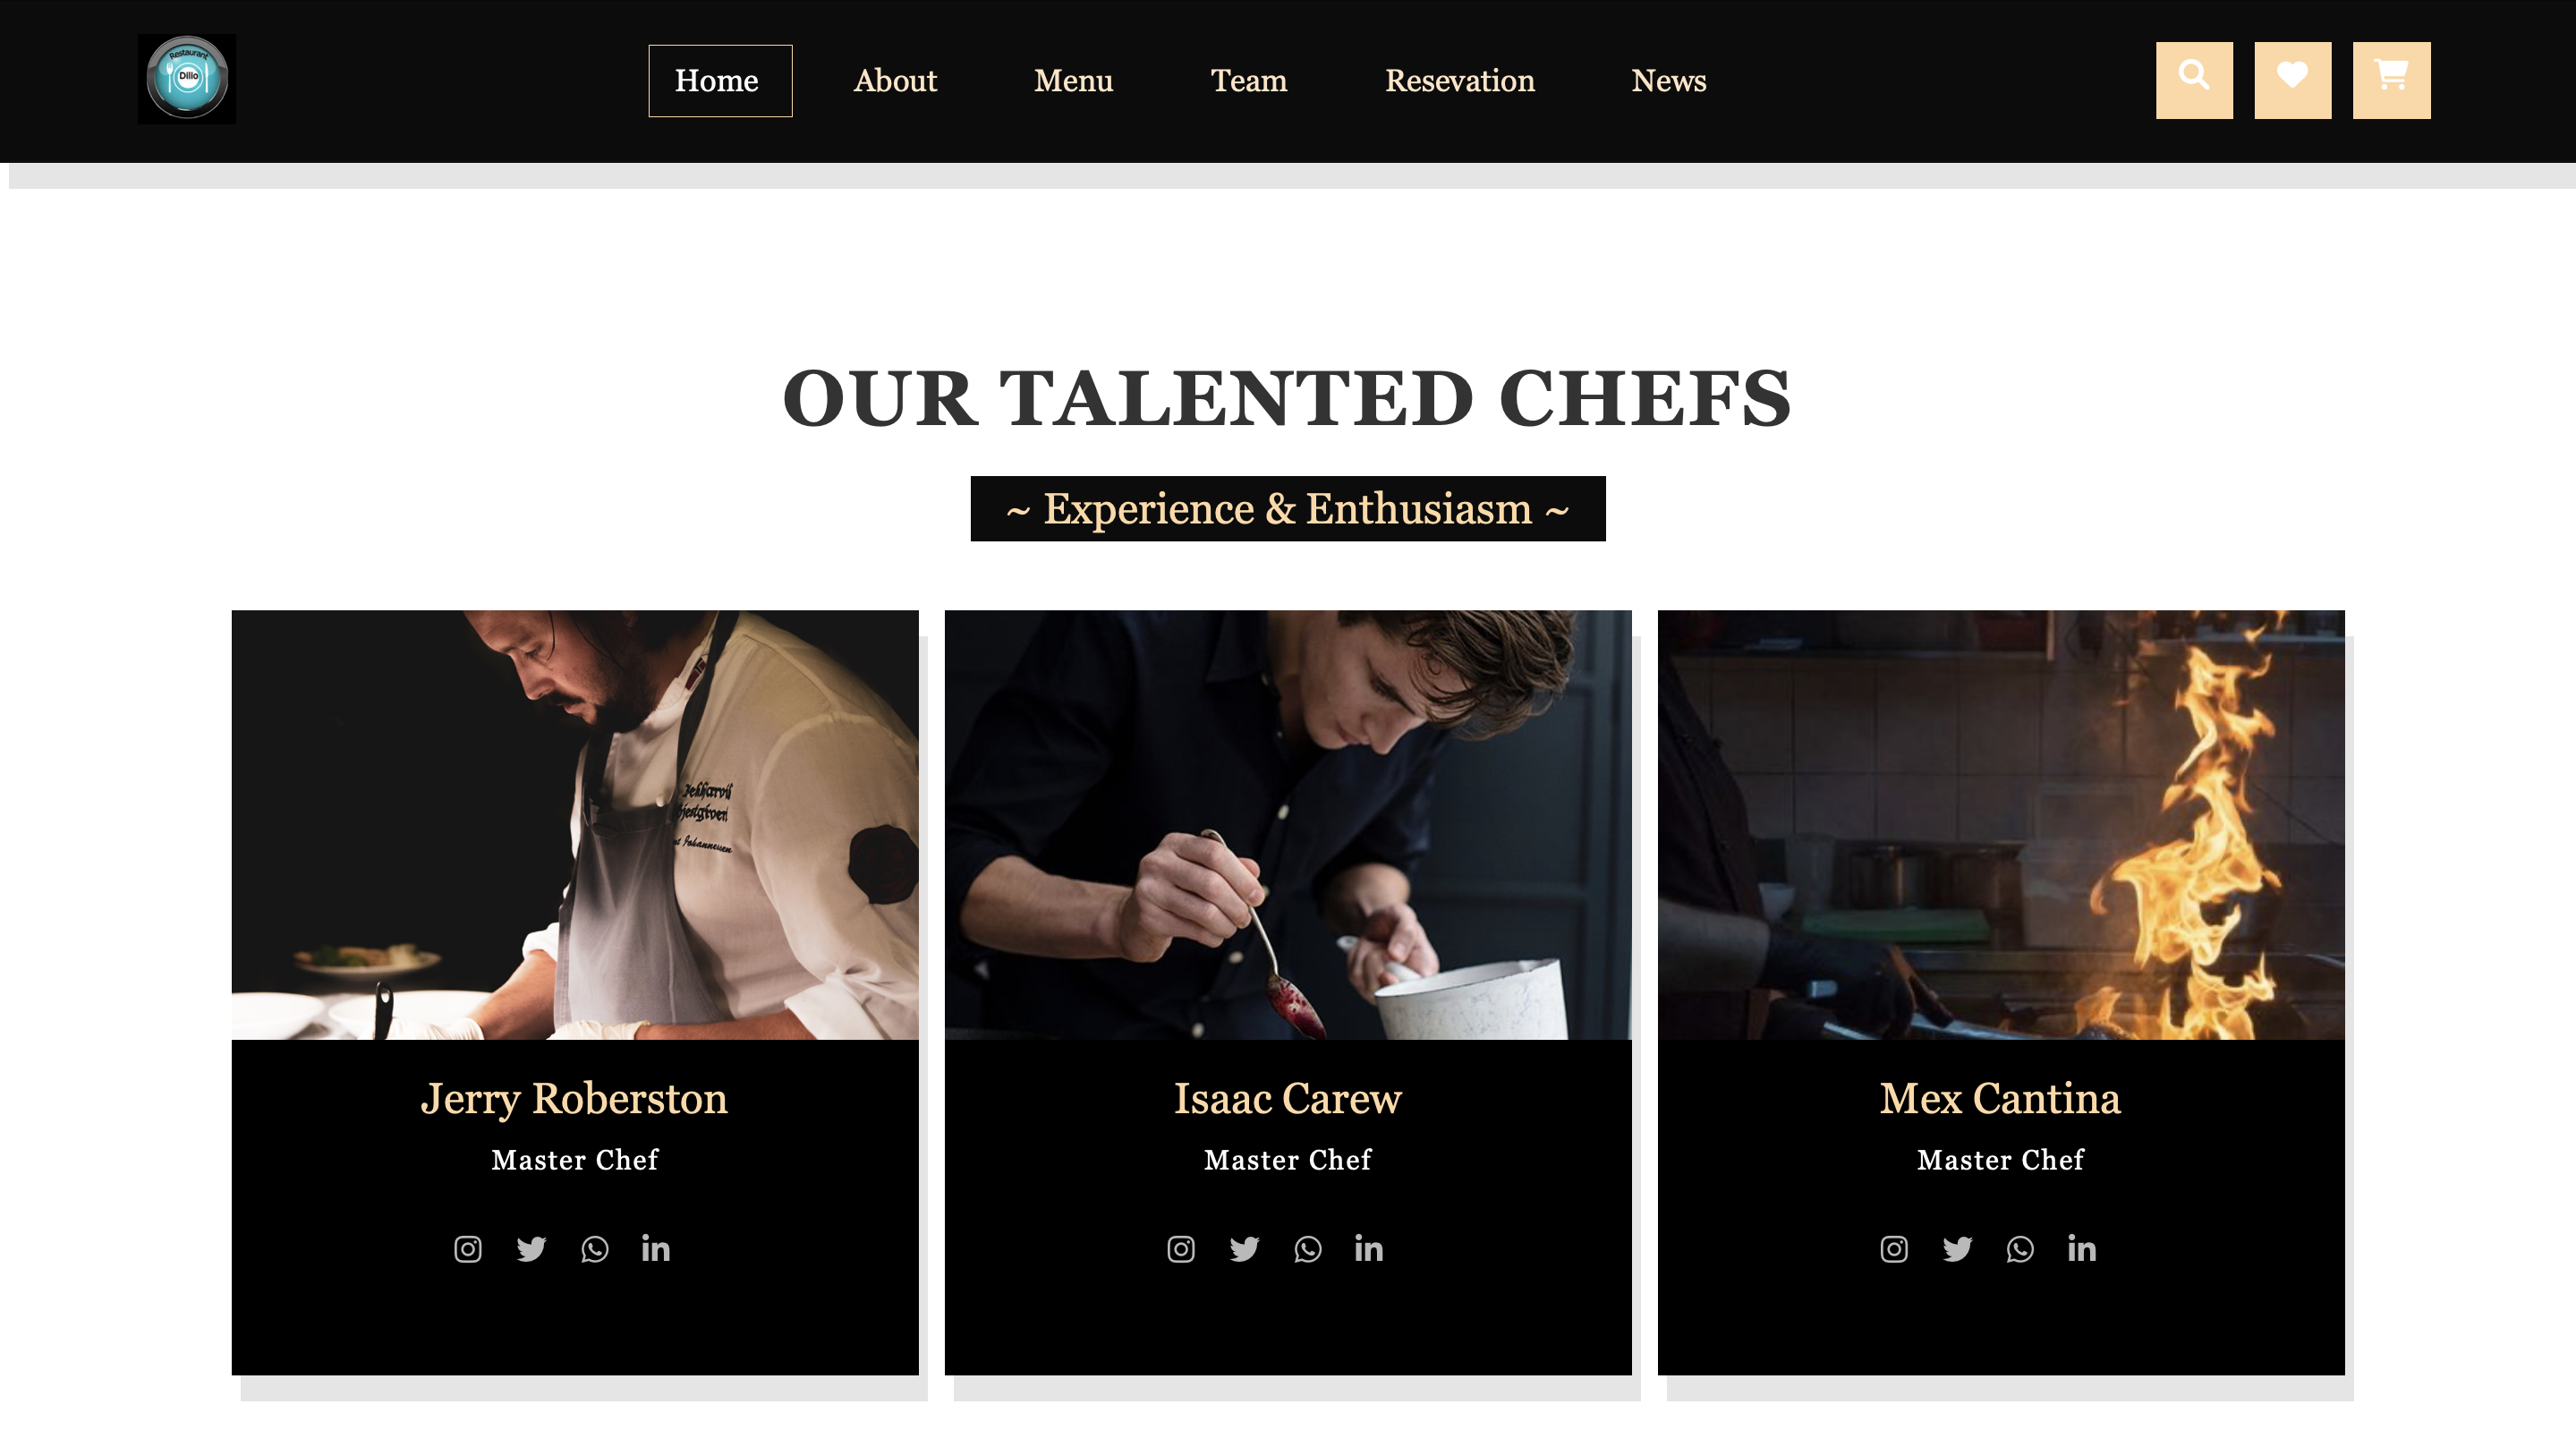 Restaurant
Dilio
Home About Menu Team Resevation News
OUR TALENTED CHEFS
~ Experience & Enthusiasm ~
Jerry Roberston
Master Chef
Isaac Carew
Master Chef
Mex Cantina
Master Chef